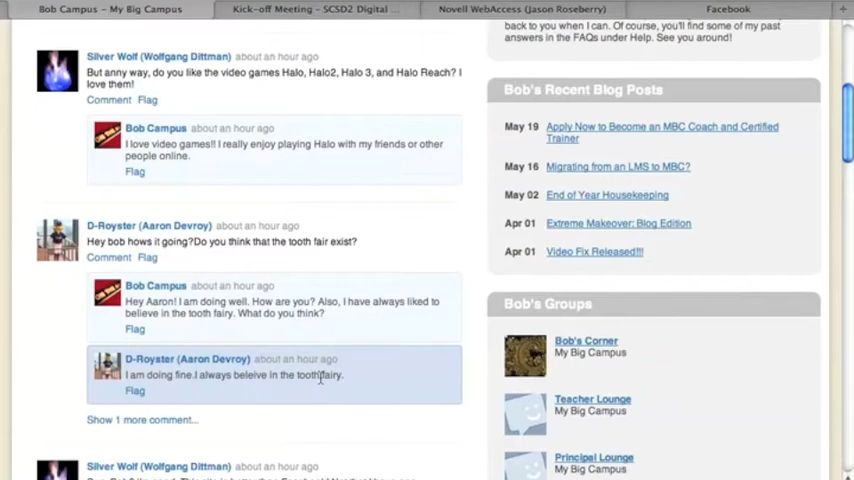 Bob Campus – My Big Campus
Kick-off Meeting - SCSD2 Digital ...
Novell WebAccess (Jason Roseberry)
Facebook
+
back to you when I can. Of course, you'll find some of my past
answers in the FAQs under Help. See you around!
Silver Wolf (Wolfgang Dittman) about an hour ago
But anny way, do you like the video games Halo, Halo2, Halo 3, and Halo Reach? I
love them!
Comment Flag
Bob Campus about an hour ago
I love video games!! I really enjoy playing Halo with my friends or other
people online.
Flag
D-Royster (Aaron Devroy) about an hour ago
Hey bob hows it going?Do you think that the tooth fair exist?
Comment Flag
Bob Campus about an hour ago
Hey Aaron! I am doing well. How are you? Also, I have always liked to
believe in the tooth fairy. What do you think?
Flag
D-Royster (Aaron Devroy) about an hour ago
I am doing fine.I always beleive in the tooth fairy.
Flag
Show 1 more comment...
Silver Wolf (Wolfgang Dittman) about an hour ago
Bob's Recent Blog Posts
May 19 Apply Now to Become an MBC Coach and Certified
Trainer
May 16 Migrating from an LMS to MBC?
May 02 End of Year Housekeeping
Apr 01 Extreme Makeover: Blog Edition
Apr 01 Video Fix Released!!!
Bob's Groups
Bob's Corner
My Big Campus
Teacher Lounge
My Big Campus
Principal Lounge
My Big Campus